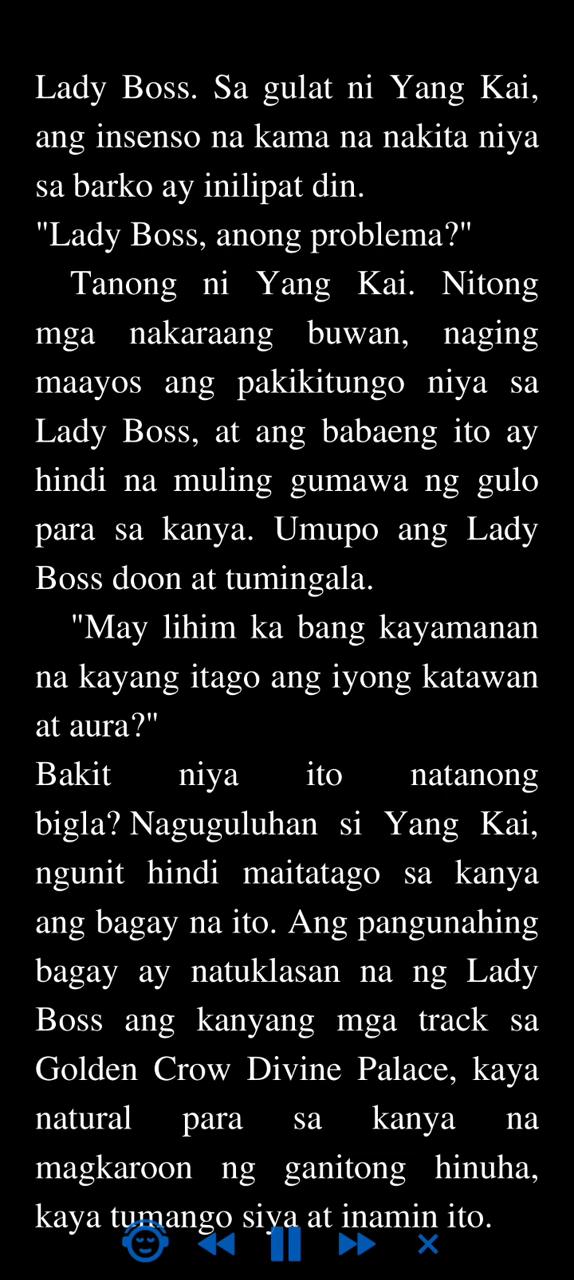 Lady Boss. Sa gulat ni Yang Kai,
ang insenso na kama na nakita niya
sa barko ay inilipat din.
"Lady Boss, anong problema?"
Tanong ni Yang Kai. Nitong
mga nakaraang buwan, naging
maayos ang pakikitungo niya sa
Lady Boss, at ang babaeng ito ay
hindi na muling gumawa ng gulo
para sa kanya. Umupo ang Lady
Boss doon at tumingala.
"May lihim ka bang kayamanan
na kayang itago ang iyong katawan
at aura?"
Bakit niya ito natanong
bigla? Naguguluhan si Yang Kai,
ngunit hindi maitatago sa kanya
ang bagay na ito. Ang pangunahing
bagay ay natuklasan na ng Lady
Boss ang kanyang mga track sa
Golden Crow Divine Palace, kaya
natural para sa kanya na
magkaroon ng ganitong hinuha,
kaya tumango siya at inamin ito.